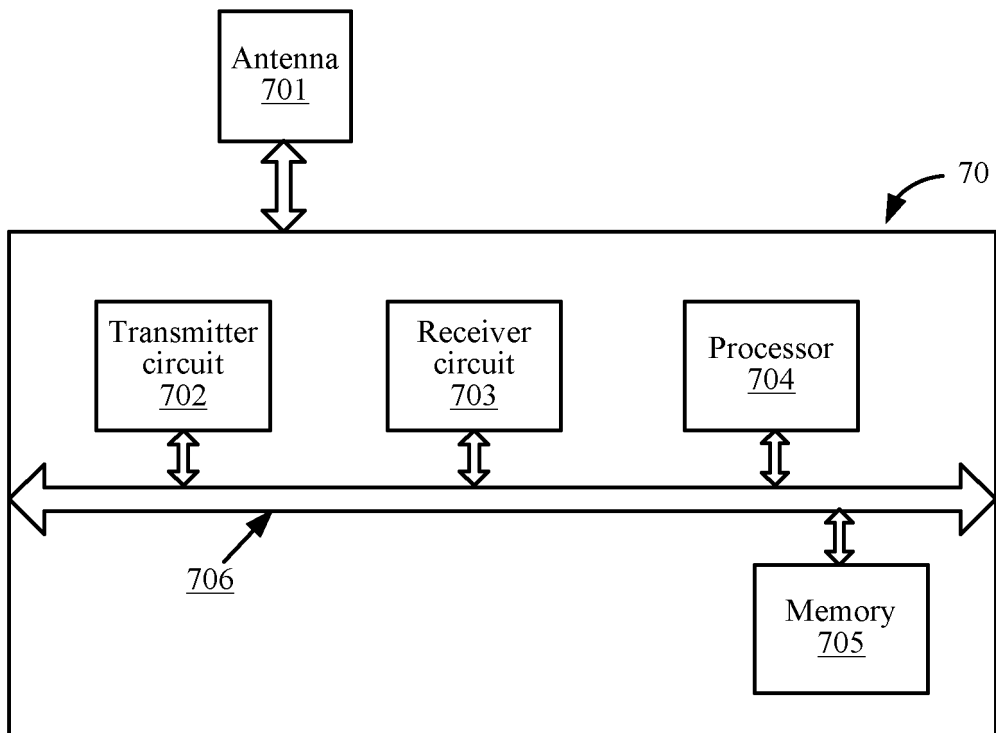 Antenna
701
70
Transmitter
circuit
702
Receiver
circuit
703
Processor
704
706
Memory
705